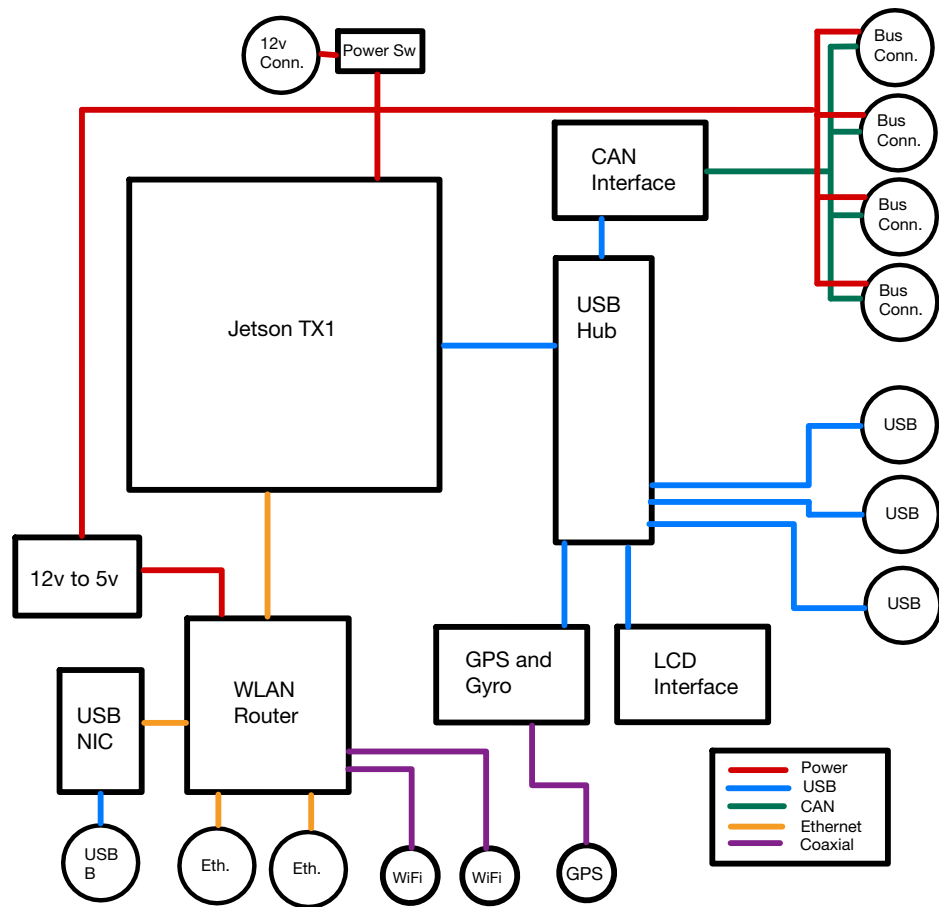 12v
Conn.
Power Sw
Bus
Conn.
Bus
Conn.
Bus
Conn.
Bus
Conn.
CAN
Interface
USB
Hub
Jetson TX1
USB
USB
USB
12v to 5v
WLAN
Router
USB
NIC
GPS and
Gyro
LCD
Interface
USB
B
Eth.
Eth.
WiFi
WiFi
GPS
Power
USB
CAN
Ethernet
Coaxial